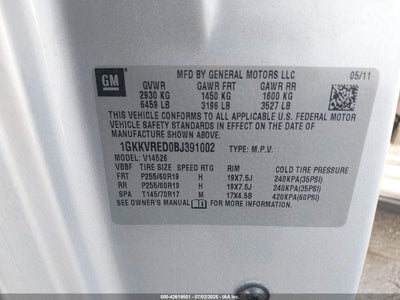 GM
MFD BY GENERAL MOTORS LLC 05/11
GVWR GAWR FRT GAWR RR
2930 KG 1450 KG 1600 KG
6459 LB 3196 LB 3527 LB
THIS VEHICLE CONFORMS TO ALL APPLICABLE U.S. FEDERAL MOTOR
VEHICLE SAFETY STANDARDS IN EFFECT ON THE DATE OF
MANUFACTURE SHOWN ABOVE.
1GKKVRED0BJ391002 TYPE: M.P.V.
MODEL: V14526
VBBF TIRE SIZE SPEED RTG RIM COLD TIRE PRESSURE
FRT P255/60R19 H 19X7.5J 240KPA(35PSI)
RR P255/60R19 H 19X7.5J 240KPA(35PSI)
SPA T145/70R17 M 17X4.5B 420KPA(60PSI)
SEE OWNER'S MANUAL FOR MORE INFORMATION.
000-42619501 - 07/02/2025 - IAA Inc.